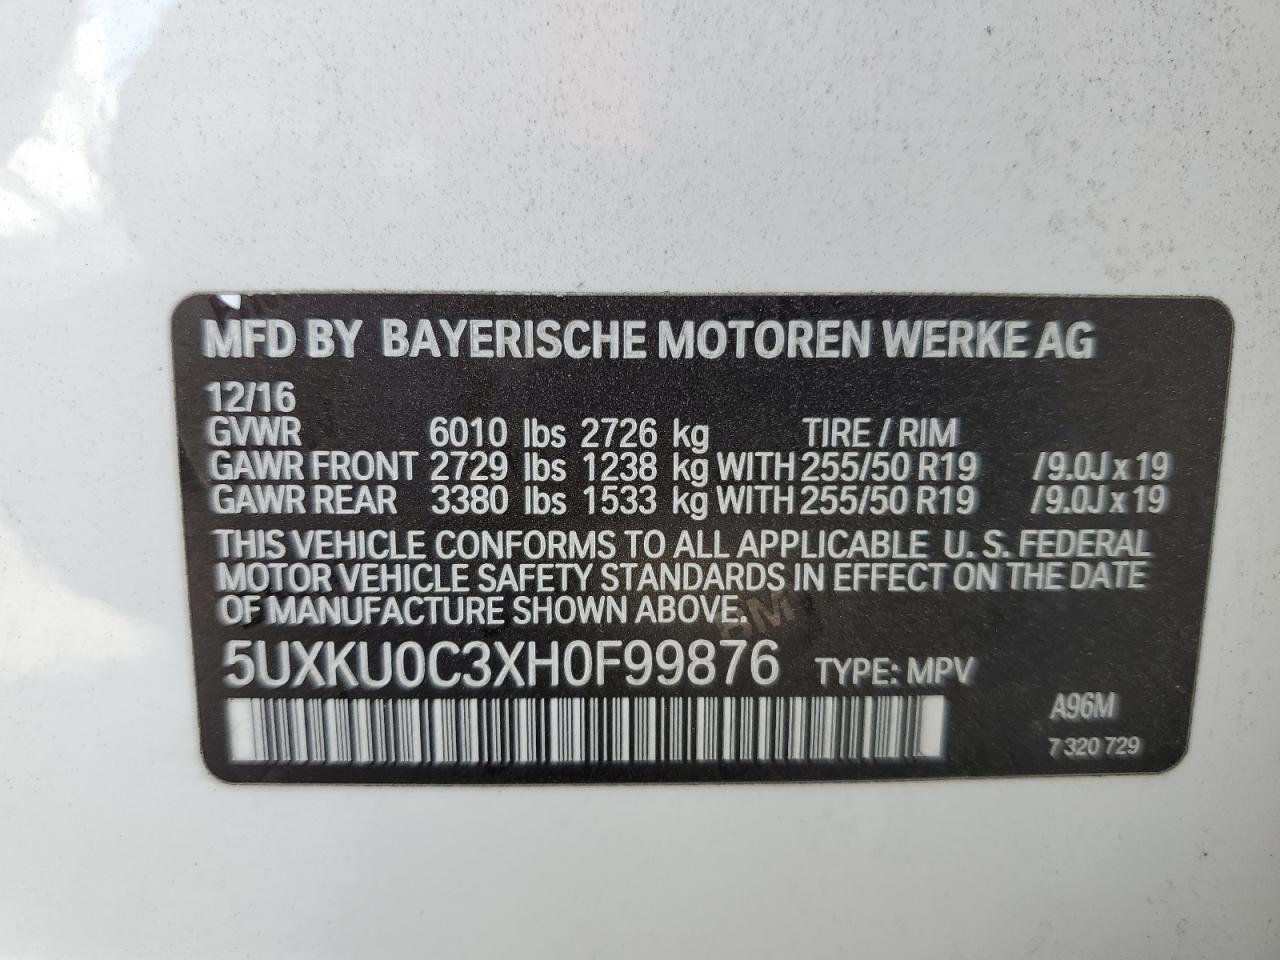 MFD BY BAYERISCHE MOTOREN WERKE AG
12/16
GVWR 6010 lbs 2726 kg TIRE / RIM
GAWR FRONT 2729 lbs 1238 kg WITH 255/50 R19 /9.0J x 19
GAWR REAR 3380 lbs 1533 kg WITH 255/50 R19 /9.0J x 19
THIS VEHICLE CONFORMS TO ALL APPLICABLE U. S. FEDERAL
MOTOR VEHICLE SAFETY STANDARDS IN EFFECT ON THE DATE
OF MANUFACTURE SHOWN ABOVE.
5UXKU0C3XH0F99876 TYPE: MPV
A96M
7 320 729